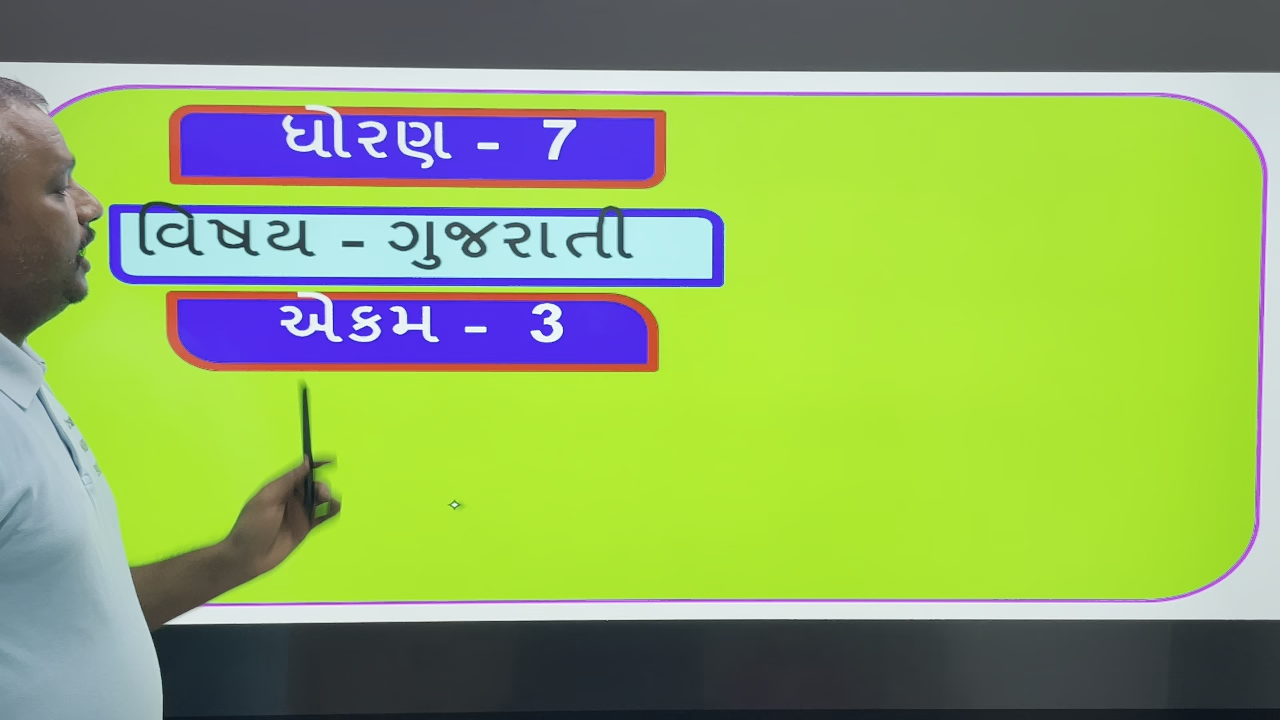 ધોરણ - 7
વિષય - ગુજરાતી
એકમ - 3